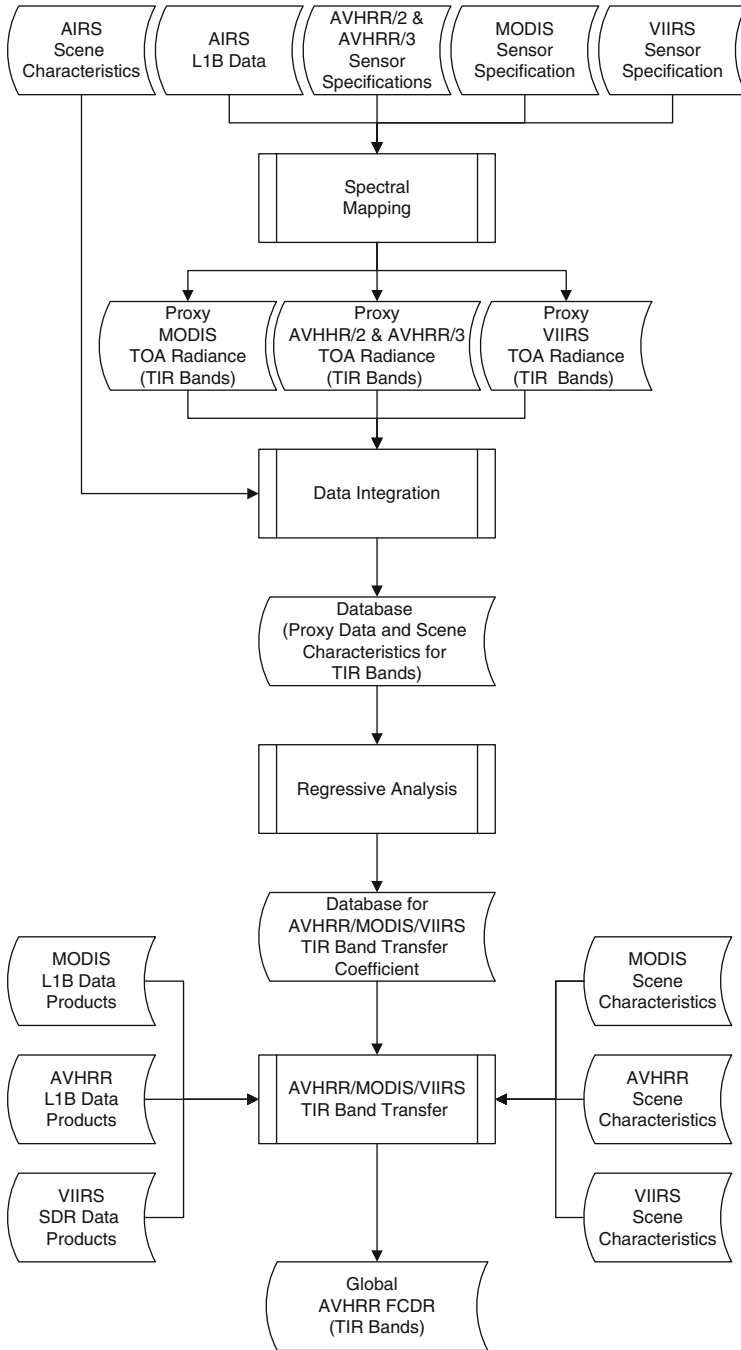 AIRS
Scene
Characteristics
AIRS
L1B Data
AVHRR/2 &
AVHRR/3
Sensor
Specifications
MODIS
Sensor
Specification
VIIRS
Sensor
Specification
Spectral
Mapping
Proxy
MODIS
TOA Radiance
(TIR Bands)
Proxy
AVHHR/2 & AVHRR/3
TOA Radiance
(TIR Bands)
Proxy
VIIRS
TOA Radiance
(TIR Bands)
Data Integration
Database
(Proxy Data and Scene
Characteristics for
TIR Bands)
Regressive Analysis
Database for
AVHRR/MODIS/VIIRS
TIR Band Transfer
Coefficient
MODIS
L1B Data
Products
MODIS
Scene
Characteristics
AVHRR
L1B Data
Products
AVHRR/MODIS/VIIRS
TIR Band Transfer
AVHRR
Scene
Characteristics
VIIRS
SDR Data
Products
VIIRS
Scene
Characteristics
Global
AVHRR FCDR
(TIR Bands)